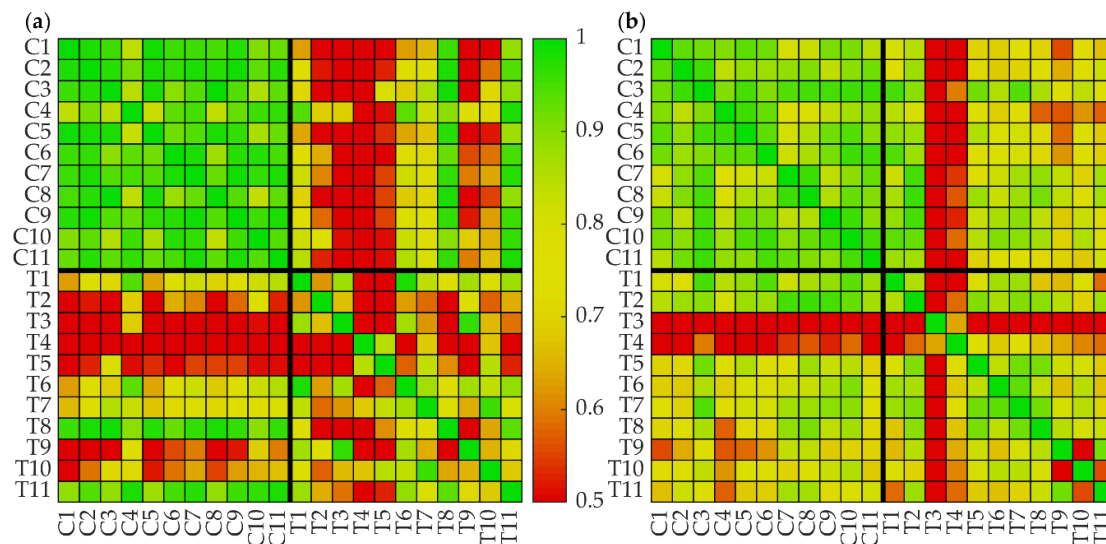 (a)
C1
C2
C3
C4
C5
C6
C7
C8
C9
C10
C11
T1
T2
T3
T4
T5
T6
T7
T8
T9
T10
T11
C1 C2 C3 C4 C5 C6 C7 C8 C9 C10 C11 T1 T2 T3 T4 T5 T6 T7 T8 T9 T10 T11
1
0.9
0.8
0.7
0.6
0.5
(b)
C1
C2
C3
C4
C5
C6
C7
C8
C9
C10
C11
T1
T2
T3
T4
T5
T6
T7
T8
T9
T10
T11
C1 C2 C3 C4 C5 C6 C7 C8 C9 C10 C11 T1 T2 T3 T4 T5 T6 T7 T8 T9 T10 T11